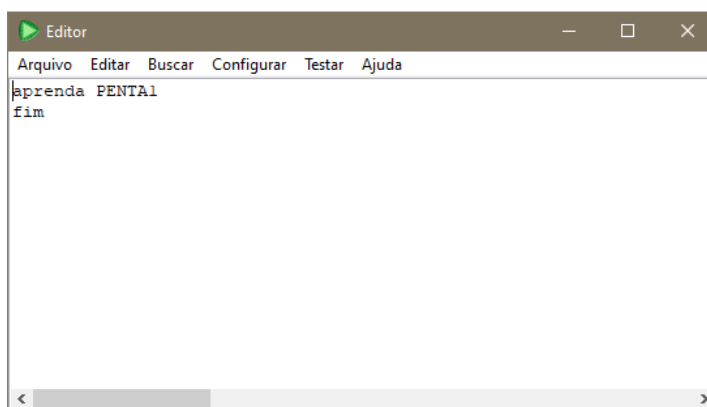 Editor
Arquivo Editar Buscar Configurar Testar Ajuda
aprenda PENTA1
fim